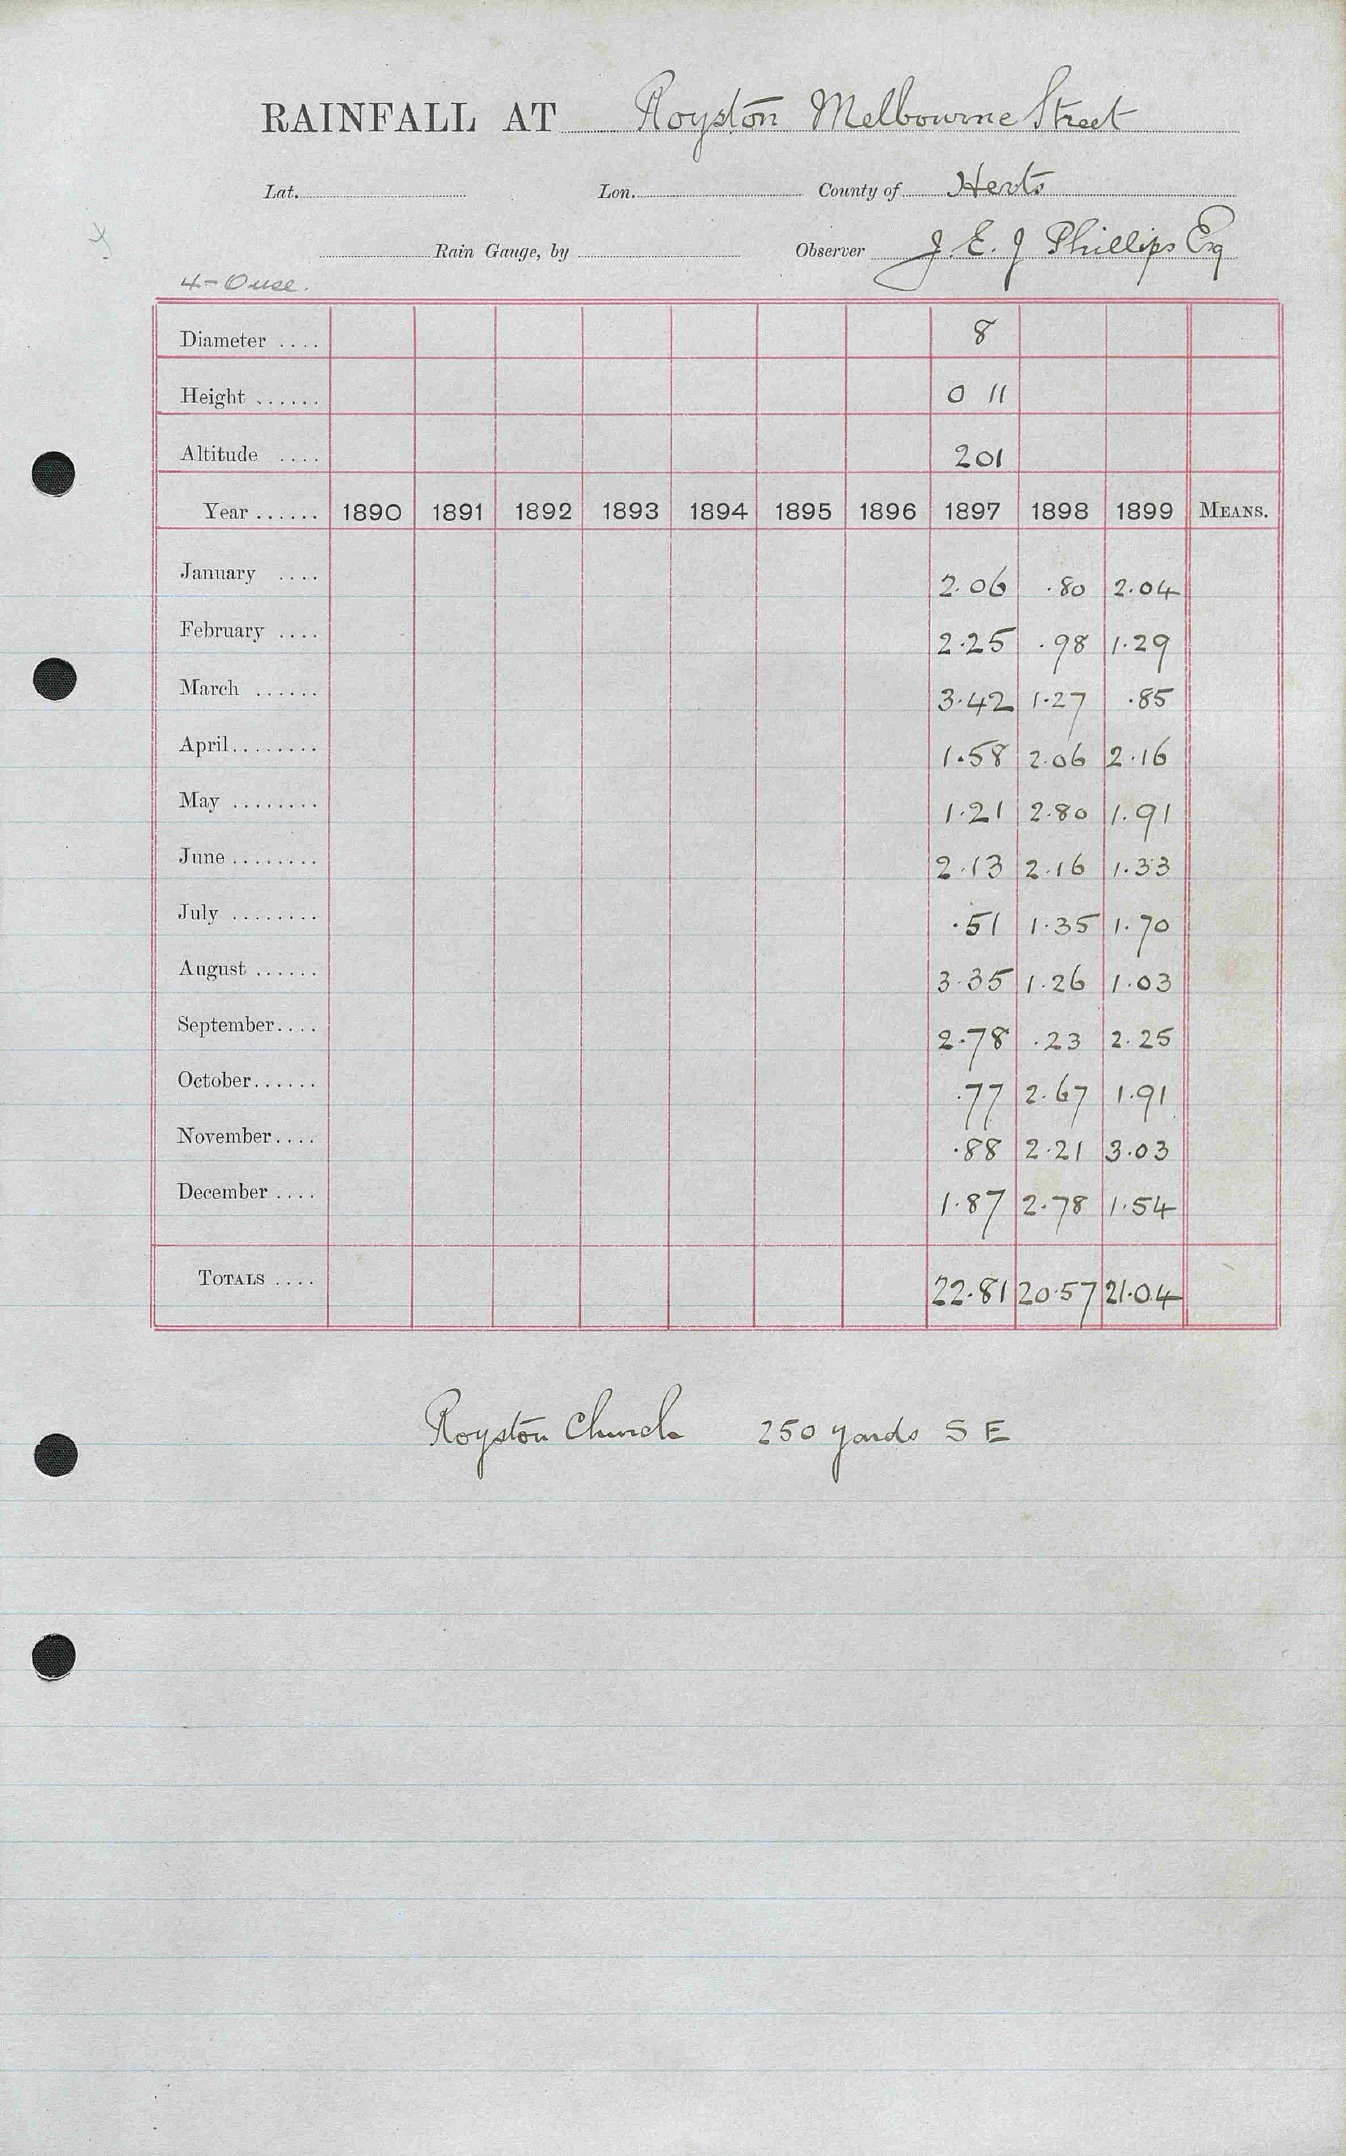 RAINFALL AT Royston Melbourne Street
Lat. Lon. County of Herts
Rain Gauge, by Observer J. E. J Phillips Esq
4-Ouse.
Diameter .... 8
Height ...... 0 11
Altitude .... 201
Year ...... 1890 1891 1892 1893 1894 1895 1896 1897 1898 1899 MEANS.
January .... 2.06 .80 2.04
February .... 2.25 .98 1.29
March ...... 3.42 1.27 .85
April........ 1.58 2.06 2.16
May ........ 1.21 2.80 1.91
June ........ 2.13 2.16 1.33
July ........ .51 1.35 1.70
August ...... 3.35 1.26 1.03
September.... 2.78 .23 2.25
October...... .77 2.67 1.91
November.... .88 2.21 3.03
December .... 1.87 2.78 1.54
TOTALS .... 22.81 20.57 21.04
Royston Church 250 yards S E